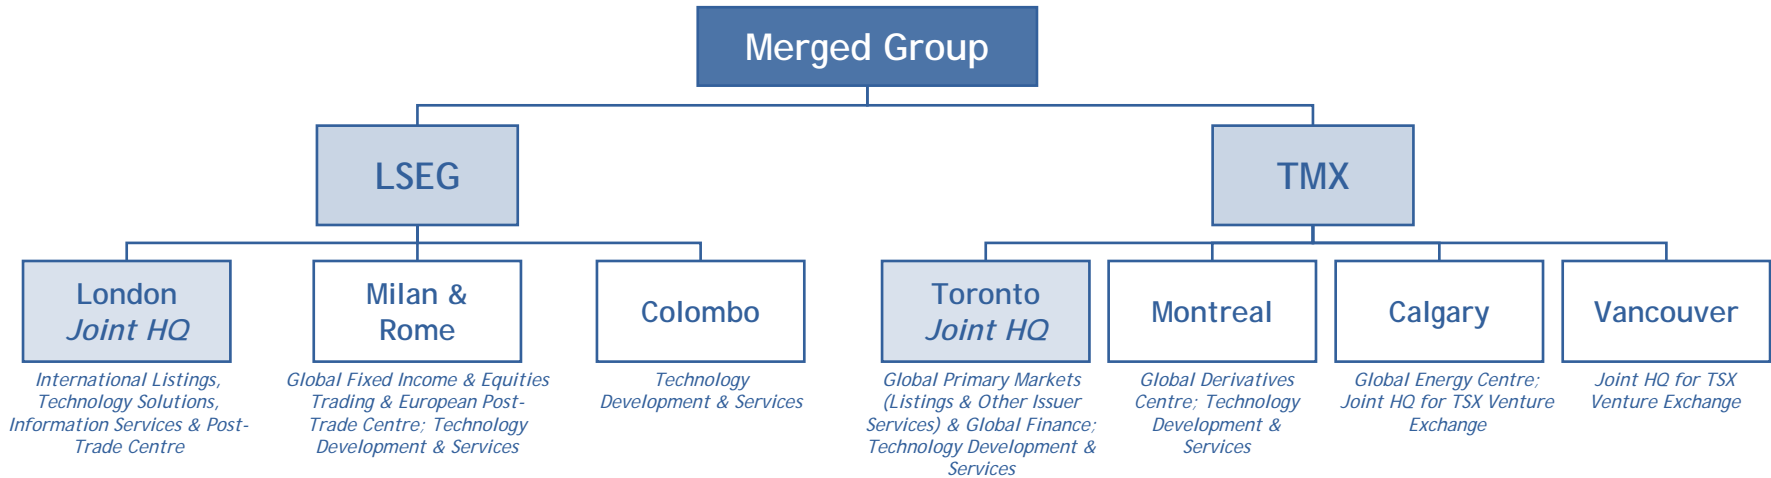 Merged Group
LSEG
TMX
London
Joint HQ
International Listings,
Technology Solutions,
Information Services & Post-
Trade Centre
Milan &
Rome
Global Fixed Income & Equities
Trading & European Post-
Trade Centre; Technology
Development & Services
Colombo
Technology
Development & Services
Toronto
Joint HQ
Global Primary Markets
(Listings & Other Issuer
Services) & Global Finance;
Technology Development &
Services
Montreal
Global Derivatives
Centre; Technology
Development &
Services
Calgary
Global Energy Centre;
Joint HQ for TSX Venture
Exchange
Vancouver
Joint HQ for TSX
Venture Exchange